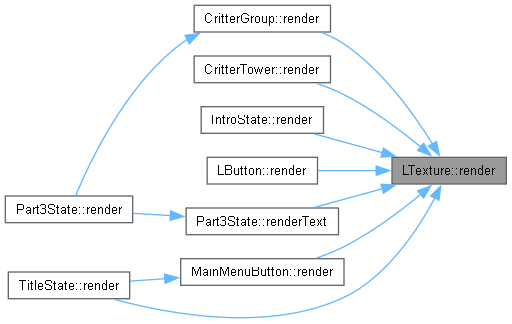 CritterGroup::render
CritterTower::render
IntroState::render
LButton::render
LTexture::render
Part3State::render
Part3State::renderText
MainMenuButton::render
TitleState::render